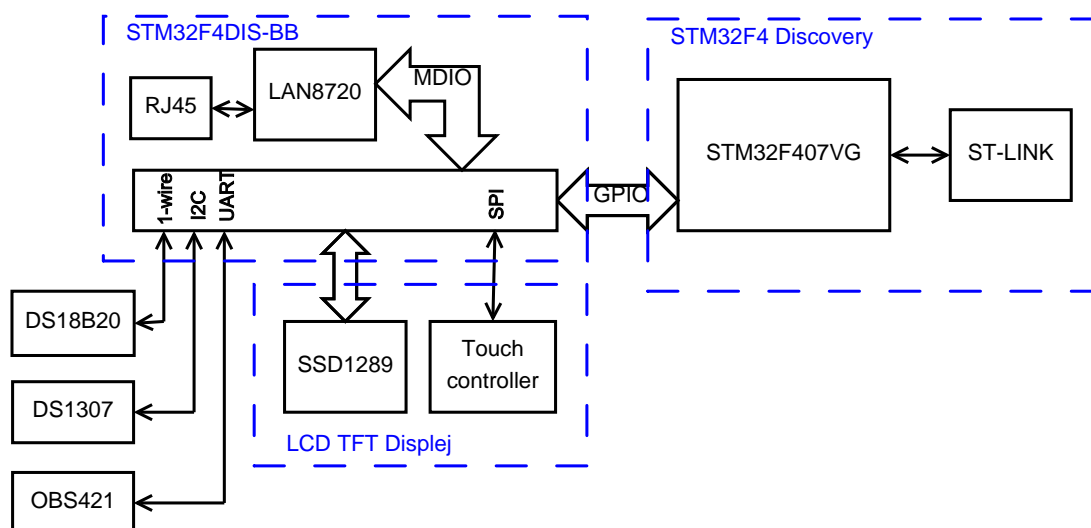 STM32F4DIS-BB
STM32F4 Discovery
RJ45
LAN8720
MDIO
STM32F407VG
ST-LINK
1-wire
I2C
UART
SPI
GPIO
DS18B20
SSD1289
Touch
controller
DS1307
LCD TFT Displej
OBS421